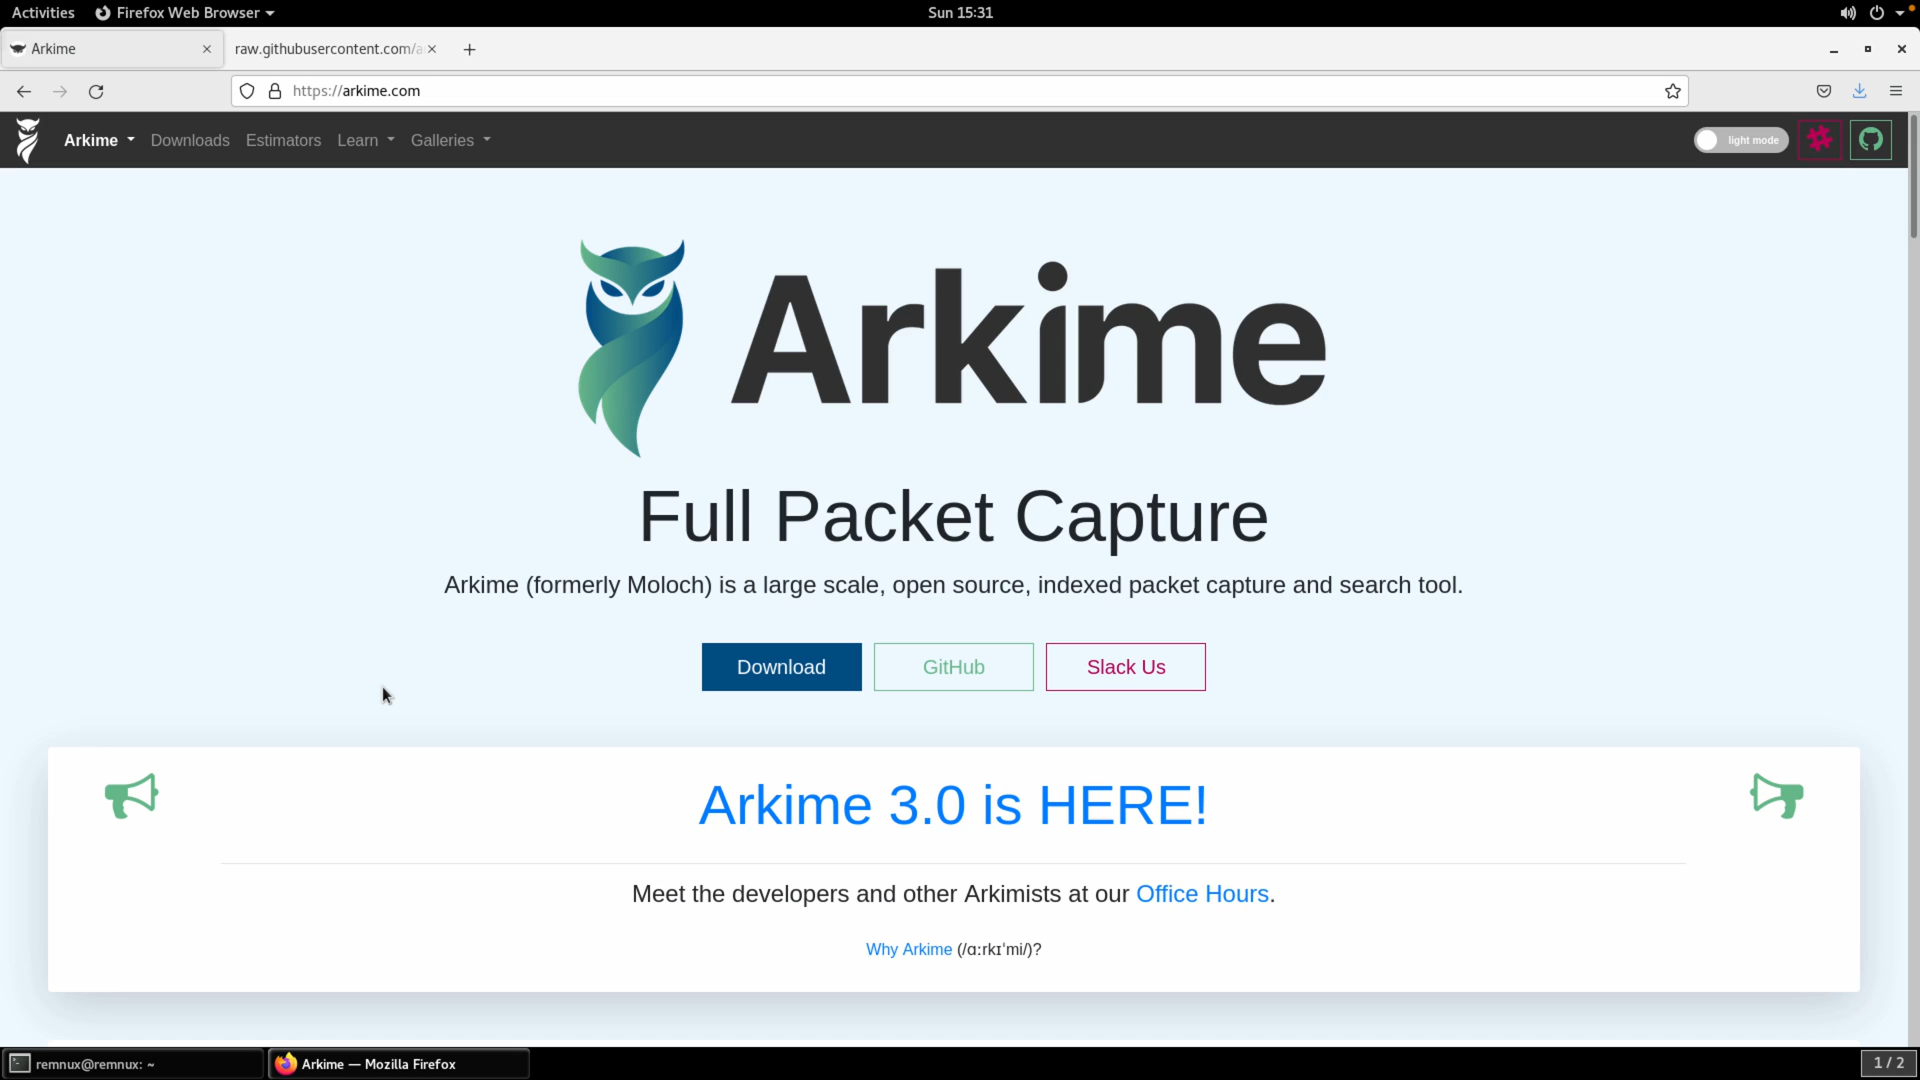 Activities Firefox Web Browser Sun 15:31
Arkime raw.githubusercontent.com/a
https://arkime.com
Arkime Downloads Estimators Learn Galleries light mode
Arkime
Full Packet Capture
Arkime (formerly Moloch) is a large scale, open source, indexed packet capture and search tool.
Download GitHub Slack Us
Arkime 3.0 is HERE!
Meet the developers and other Arkimists at our Office Hours.
Why Arkime (/ɑːrkɪˈmi/)?
remnux@remnux: ~ Arkime — Mozilla Firefox 1 / 2